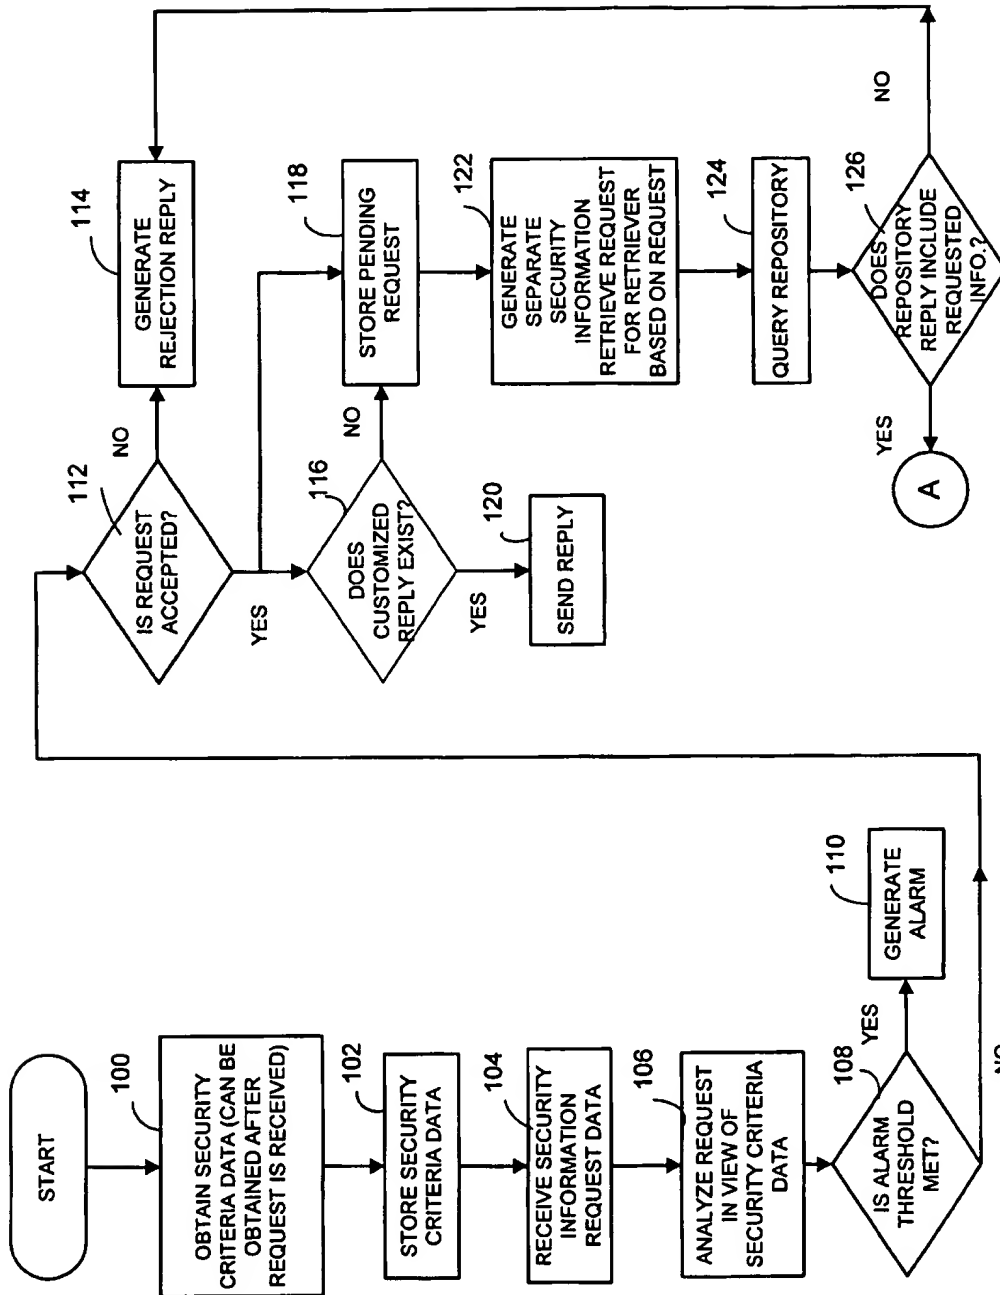 START
100
OBTAIN SECURITY
CRITERIA DATA (CAN BE
OBTAINED AFTER
REQUEST IS RECEIVED)
102
STORE SECURITY
CRITERIA DATA
104
RECEIVE SECURITY
INFORMATION
REQUEST DATA
106
ANALYZE REQUEST
IN VIEW OF
SECURITY CRITERIA
DATA
108
IS ALARM
THRESHOLD
MET?
YES
NO
110
GENERATE
ALARM
112
IS REQUEST
ACCEPTED?
NO
YES
114
GENERATE
REJECTION REPLY
116
DOES
CUSTOMIZED
REPLY EXIST?
NO
YES
118
STORE PENDING
REQUEST
120
SEND REPLY
122
GENERATE
SEPARATE
SECURITY
INFORMATION
RETRIEVE REQUEST
FOR RETRIEVER
BASED ON REQUEST
124
QUERY REPOSITORY
126
DOES
REPOSITORY
REPLY INCLUDE
REQUESTED
INFO.?
NO
YES
A